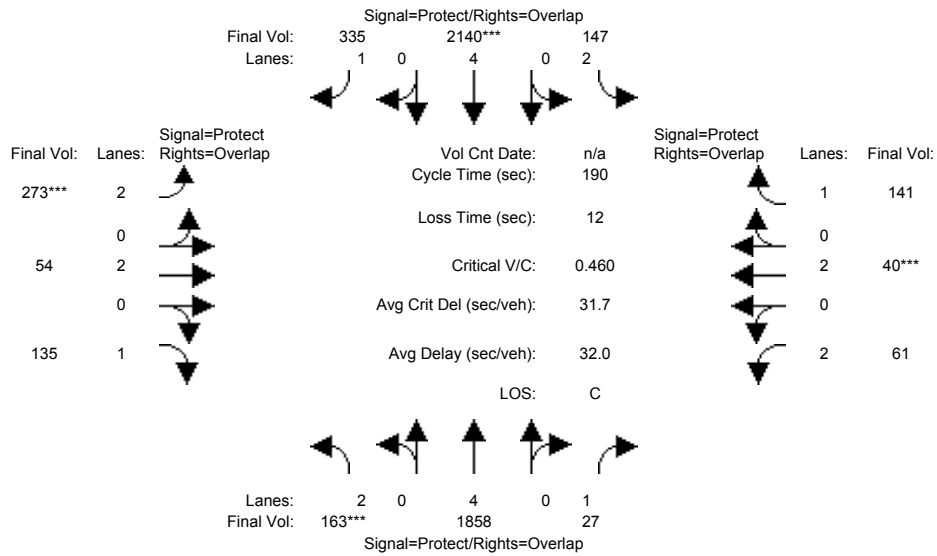 Signal=Protect/Rights=Overlap
Final Vol: 335 2140*** 147
Lanes: 1 0 4 0 2
Signal=Protect Signal=Protect
Final Vol: Lanes: Rights=Overlap Vol Cnt Date: n/a Rights=Overlap Lanes: Final Vol:
Cycle Time (sec): 190
273*** 2 1 141
Loss Time (sec): 12
0 0
54 2 Critical V/C: 0.460 2 40***
0 Avg Crit Del (sec/veh): 31.7 0
135 1 Avg Delay (sec/veh): 32.0 2 61
LOS: C
Lanes: 2 0 4 0 1
Final Vol: 163*** 1858 27
Signal=Protect/Rights=Overlap